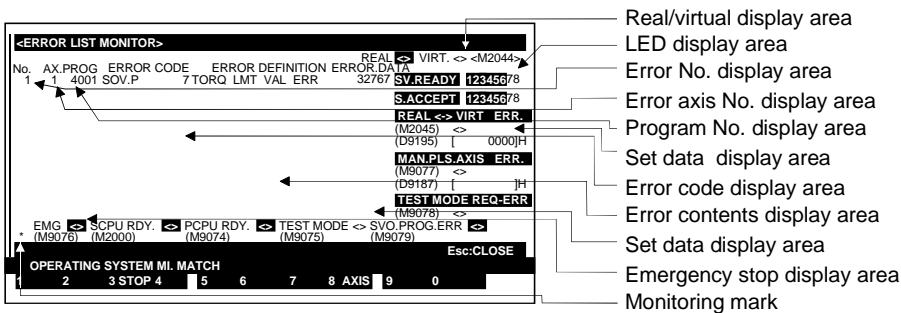 <ERROR LIST MONITOR>
REAL <> VIRT. <> <M2044>
No. AX.PROG ERROR CODE ERROR DEFINITION ERROR.DATA
1 1 4001 SOV.P 7 TORQ LMT VAL ERR 32767 SV.READY 12345678
S.ACCEPT 12345678
REAL <-> VIRT ERR.
(M2045) <>
(D9195) [ 0000]H
MAN.PLS.AXIS ERR.
(M9077) <>
(D9187) [ ]H
TEST MODE REQ-ERR
(M9078) <>
EMG <> SCPU RDY. <> PCPU RDY. <> TEST MODE <> SVO.PROG.ERR <>
* (M9076) (M2000) (M9074) (M9075) (M9079)
Esc:CLOSE
OPERATING SYSTEM MI. MATCH
1 2 3 STOP 4 5 6 7 8 AXIS 9 0
Real/virtual display area
LED display area
Error No. display area
Error axis No. display area
Program No. display area
Set data display area
Error code display area
Error contents display area
Set data display area
Emergency stop display area
Monitoring mark